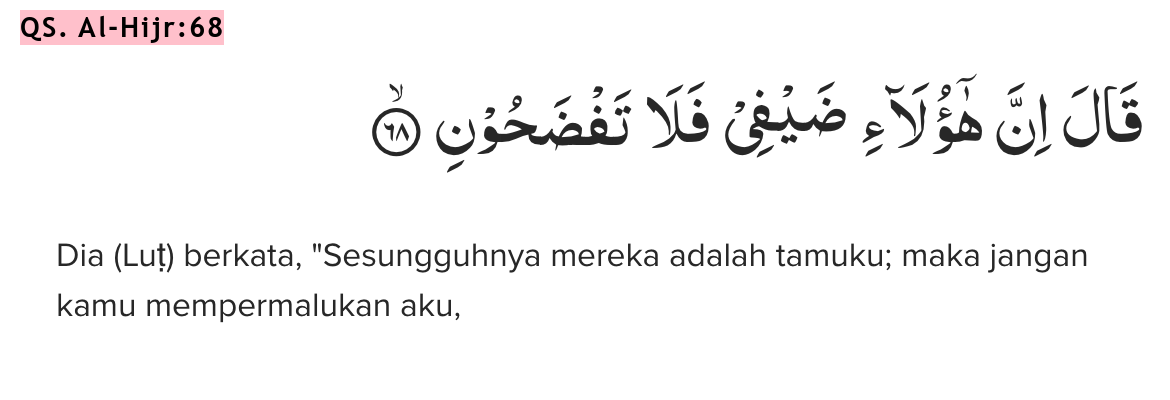 QS. Al-Hijr:68
قَالَ اِنَّ هٰٓؤُلَاۤءِ ضَيْفِيْ فَلَا تَفْضَحُوْنِ ۙ ٦٨
Dia (Luṭ) berkata, "Sesungguhnya mereka adalah tamuku; maka jangan
kamu mempermalukan aku,